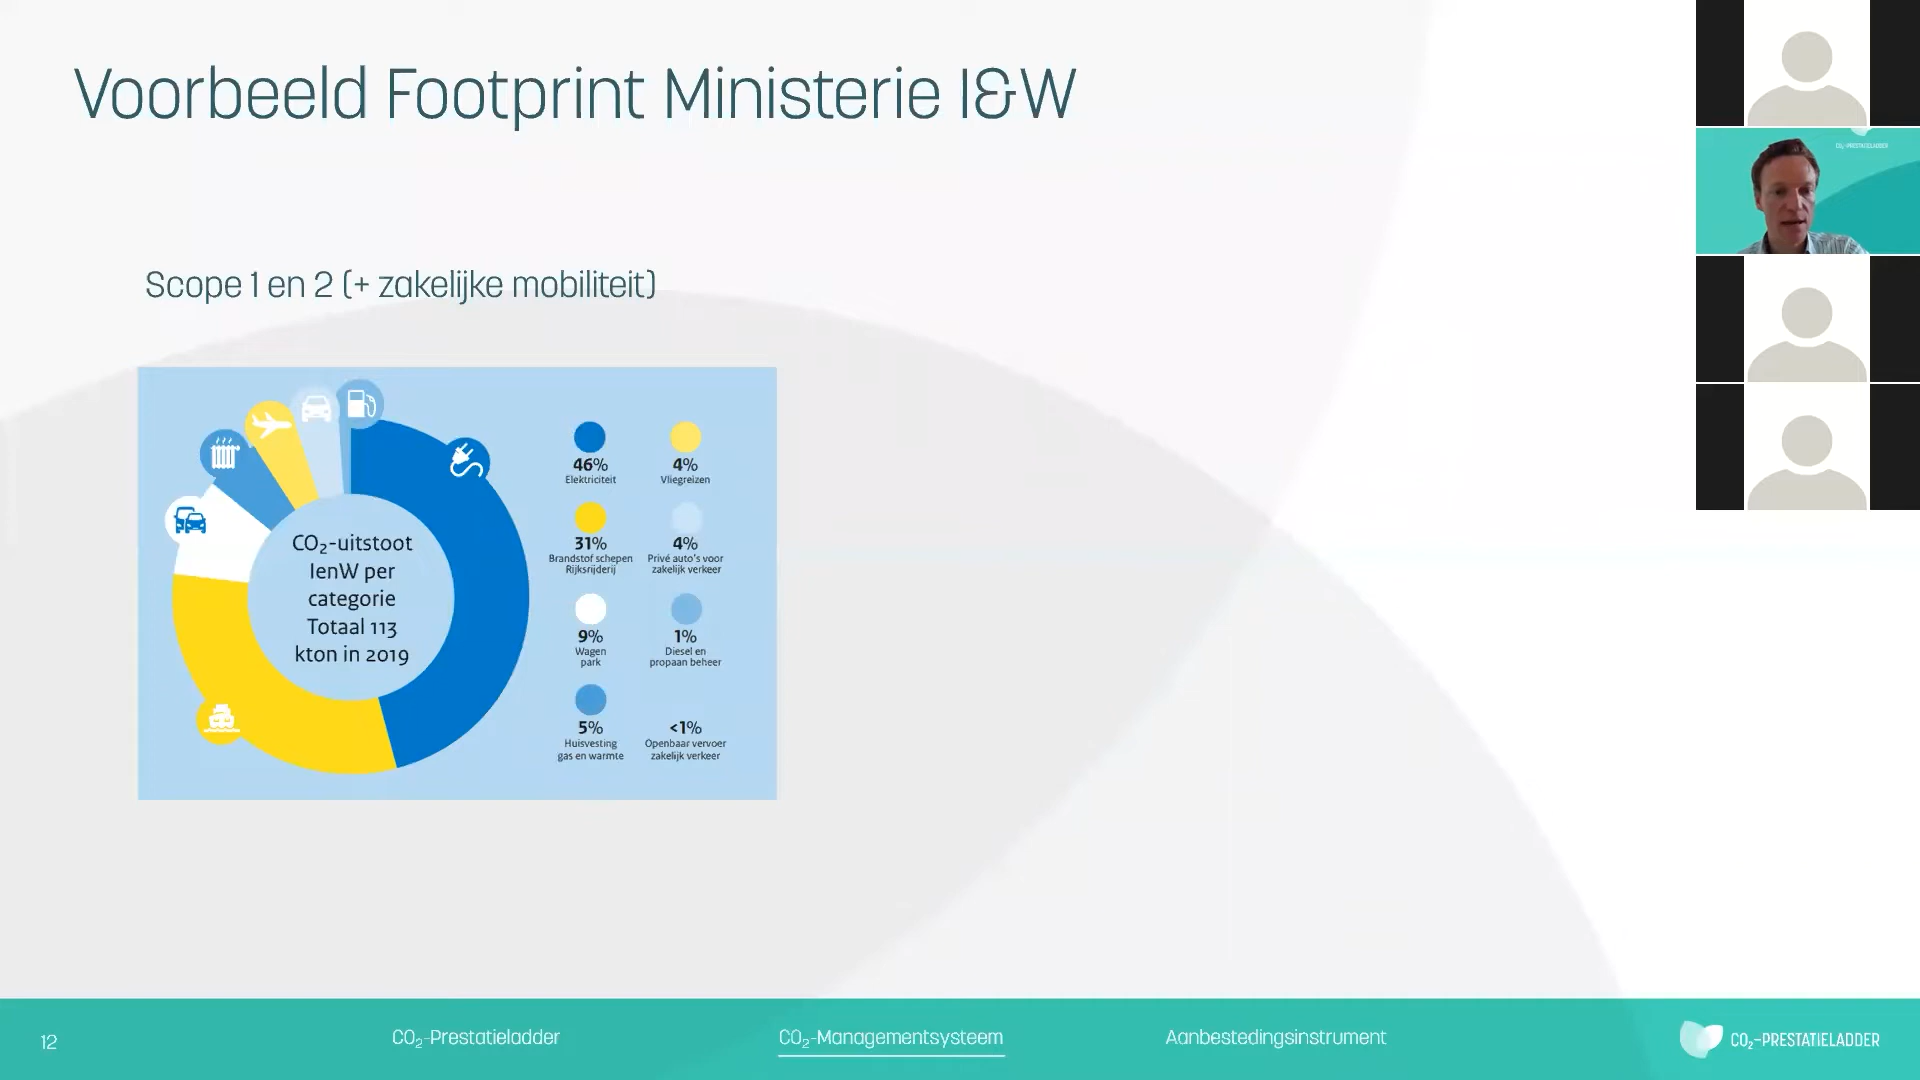 Voorbeeld Footprint Ministerie I&W
CO₂-PRESTATIELADDER
Scope 1 en 2 (+ zakelijke mobiliteit)
CO₂-uitstoot
IenW per
categorie
Totaal 113
kton in 2019
46%
Elektriciteit
4%
Vliegreizen
31%
Brandstof schepen
Rijksrijderij
4%
Privé auto's voor
zakelijk verkeer
9%
Wagen
park
1%
Diesel en
propaan beheer
5%
Huisvesting
gas en warmte
<1%
Openbaar vervoer
zakelijk verkeer
12
CO₂-Prestatieladder
CO₂-Managementsysteem
Aanbestedingsinstrument
CO₂-PRESTATIELADDER